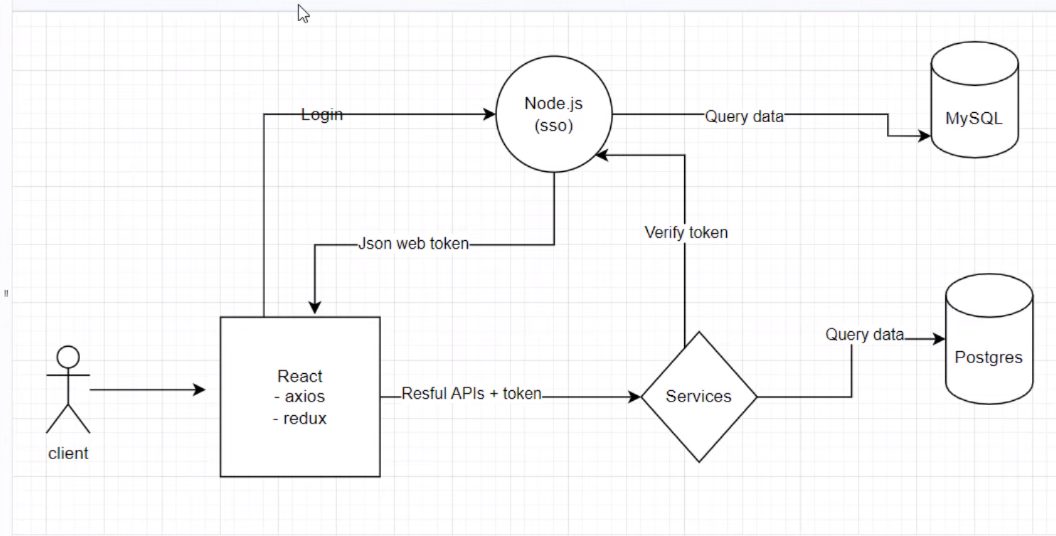 Node.js
(sso)
Login
Query data
MySQL
Verify token
Json web token
Query data
Postgres
React
- axios
- redux
Resful APIs + token
Services
client